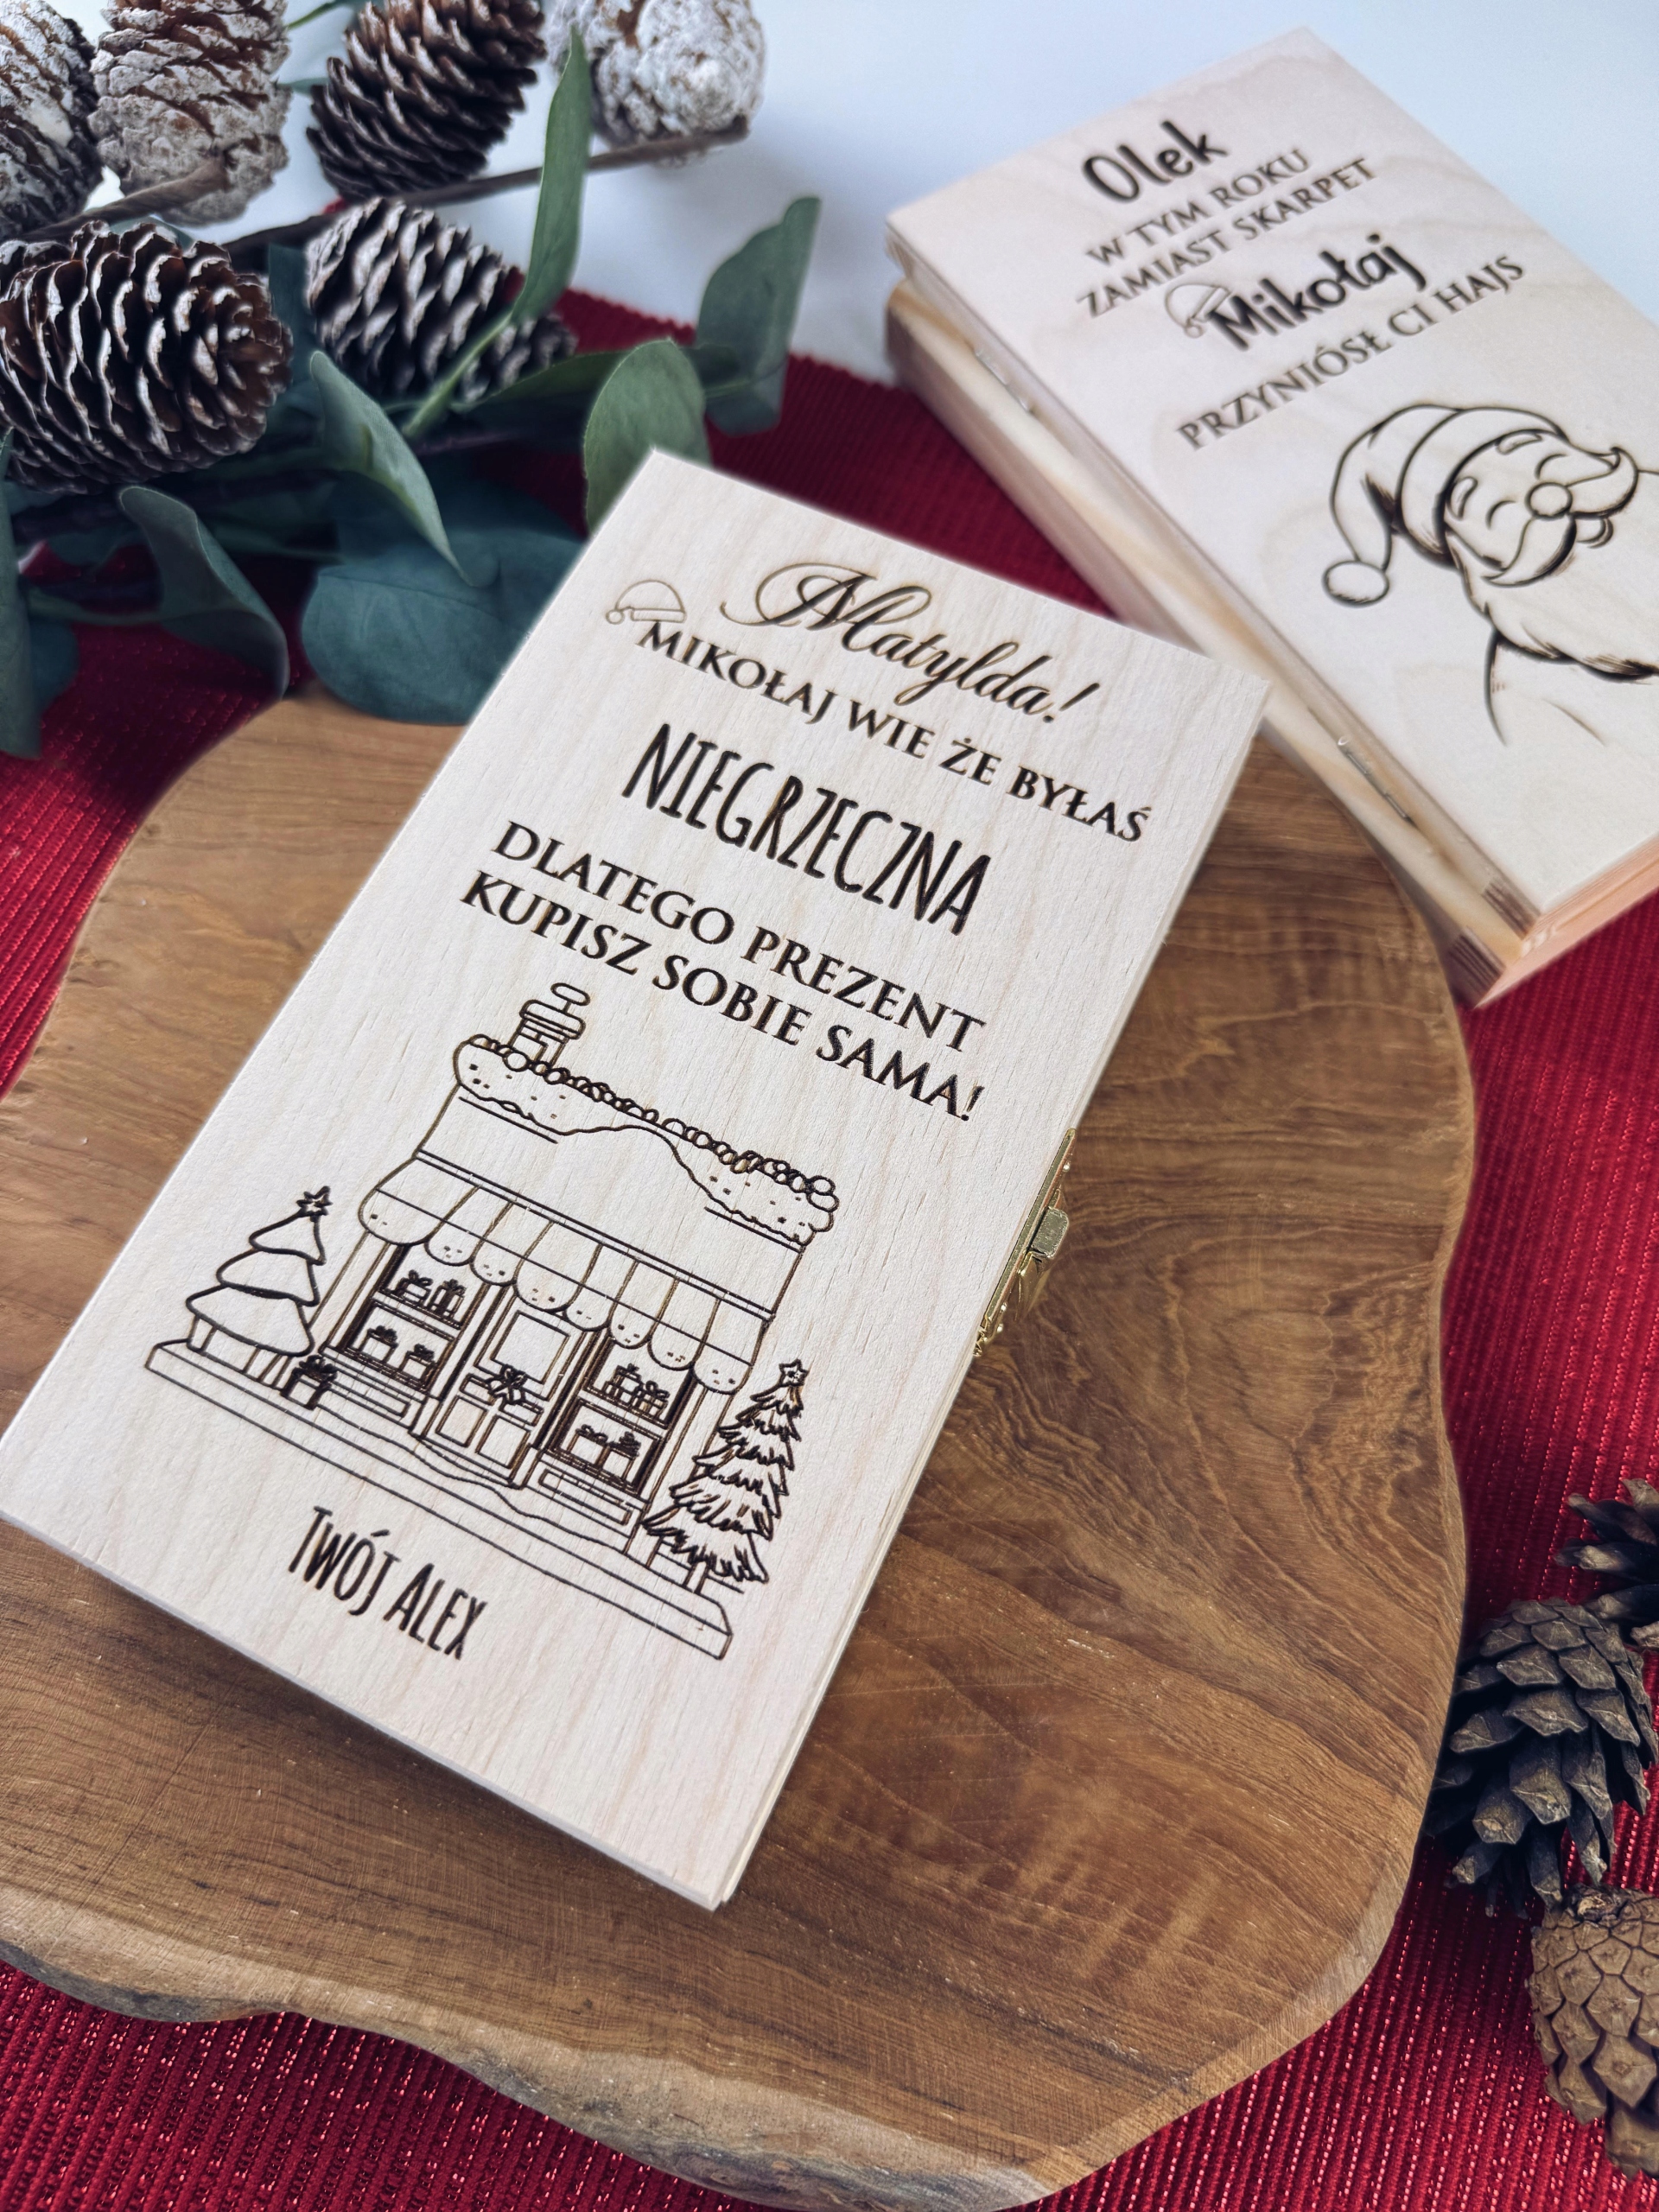 Olek
W TYM ROKU
ZAMIAST SKARPET
Mikołaj
PRZYNIÓSŁ CI HAJS
Matylda!
MIKOŁAJ WIE ŻE BYŁAŚ
NIEGRZECZNA
DLATEGO PREZENT
KUPISZ SOBIE SAMA!
TWÓJ ALEX